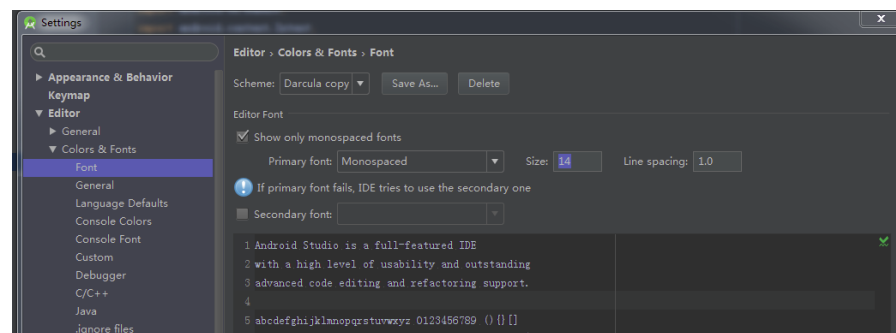 Settings
x
Editor › Colors & Fonts › Font
Appearance & Behavior
Keymap
Editor
General
Colors & Fonts
Font
General
Language Defaults
Console Colors
Console Font
Custom
Debugger
C/C++
Java
.ignore files
Scheme: Darcula copy Save As... Delete
Editor Font
Show only monospaced fonts
Primary font: Monospaced Size: 14 Line spacing: 1.0
If primary font fails, IDE tries to use the secondary one
Secondary font:
1 Android Studio is a full-featured IDE
2 with a high level of usability and outstanding
3 advanced code editing and refactoring support.
4
5 abcdefghijklmnopqrstuvwxyz 0123456789 (){}[]